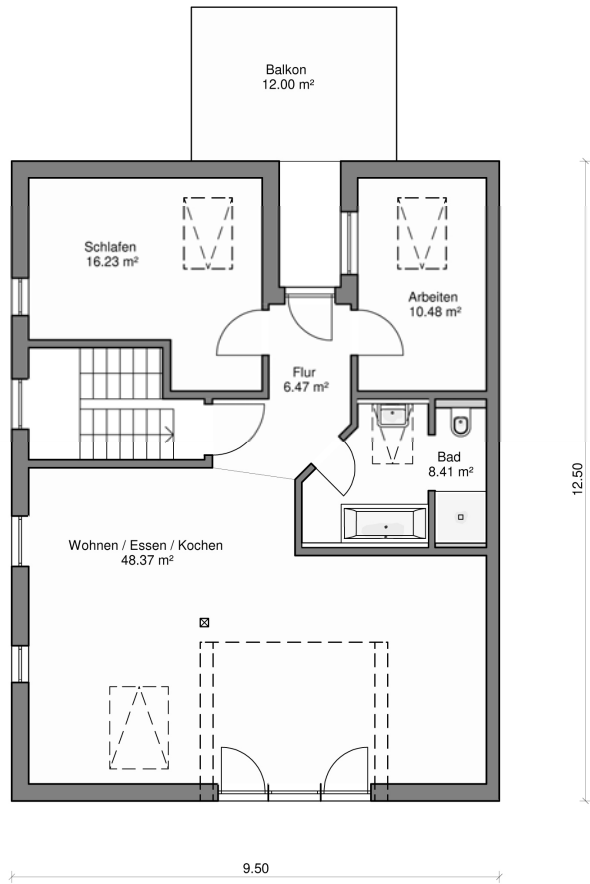 Balkon
12.00 m²
Schlafen
16.23 m²
Arbeiten
10.48 m²
Flur
6.47 m²
Bad
8.41 m²
12.50
Wohnen / Essen / Kochen
48.37 m²
9.50